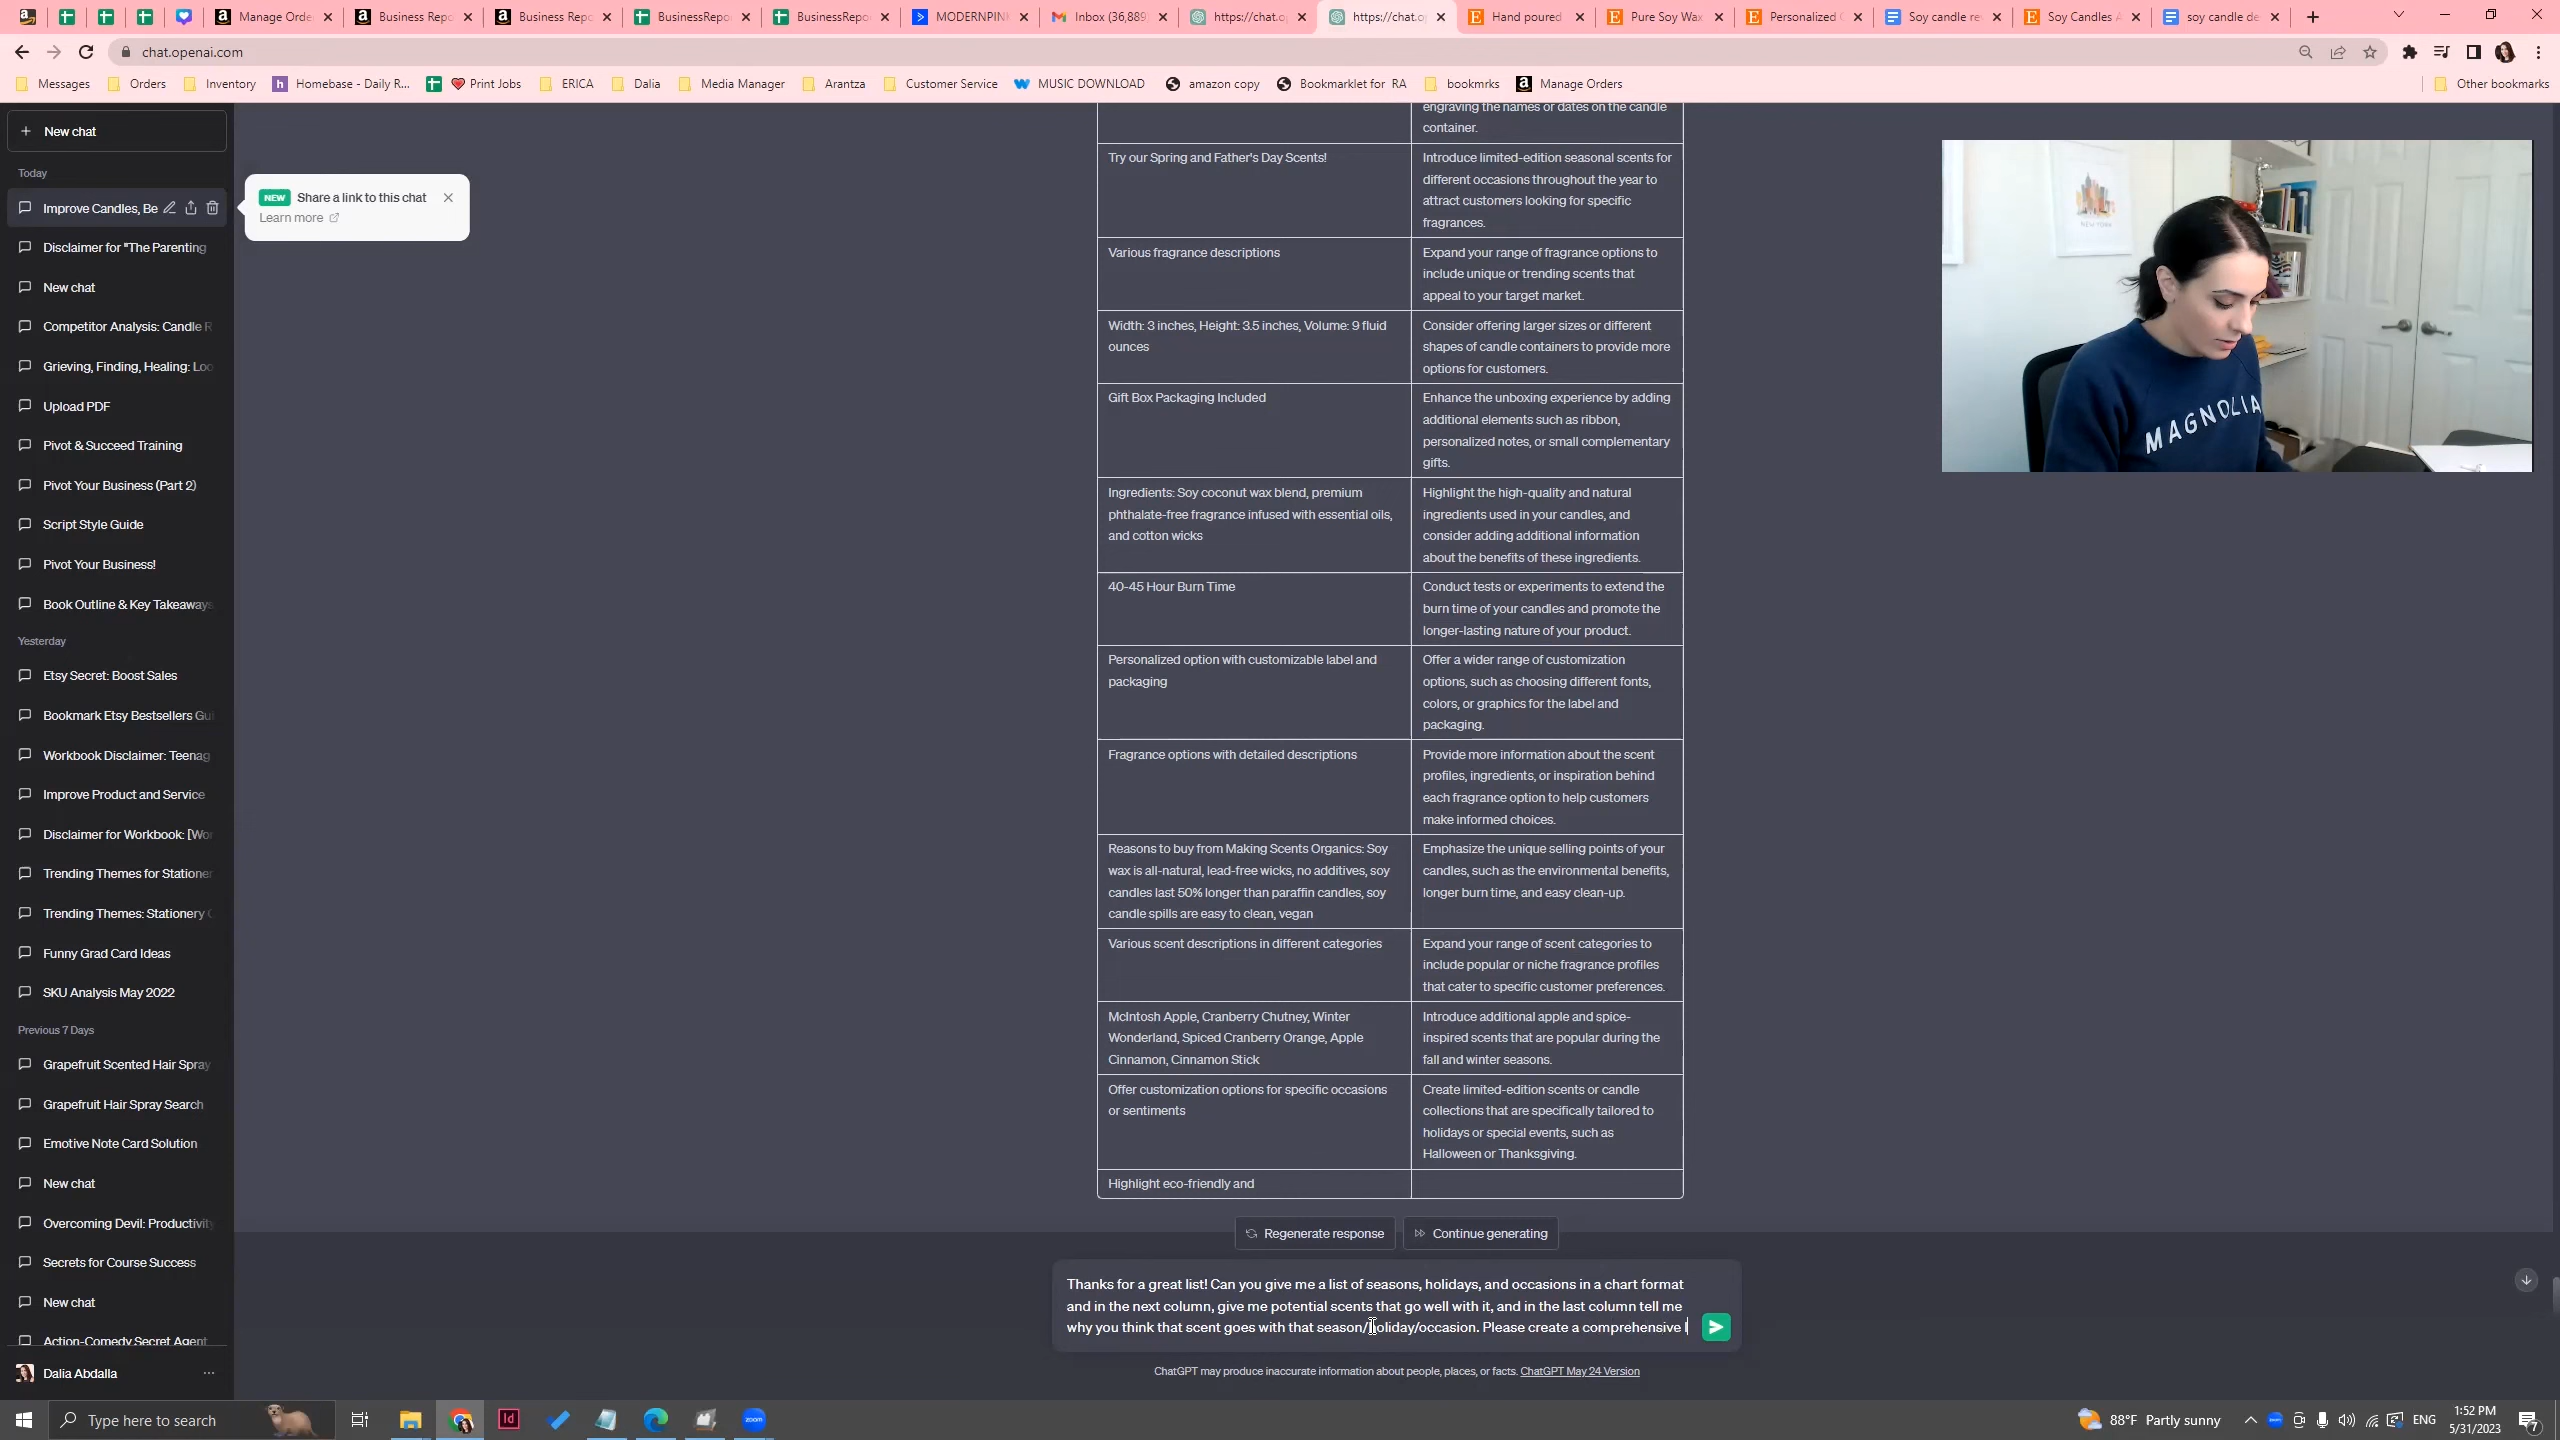 Manage Orde
Business Repo
Business Repo
BusinessRepo
BusinessRepo
MODERNPINK
Inbox (36,889)
https://chat.op
https://chat.op
Hand poured
Pure Soy Wax
Personalized C
Soy candle re
Soy Candles A
soy candle de
chat.openai.com
Messages
Orders
Inventory
Homebase - Daily R...
Print Jobs
ERICA
Dalia
Media Manager
Arantza
Customer Service
MUSIC DOWNLOAD
amazon copy
Bookmarklet for RA
bookmrks
Manage Orders
Other bookmarks
+ New chat
Today
Improve Candles, Be
Disclaimer for "The Parenting
New chat
Competitor Analysis: Candle R
Grieving, Finding, Healing: Loo
Upload PDF
Pivot & Succeed Training
Pivot Your Business (Part 2)
Script Style Guide
Pivot Your Business!
Book Outline & Key Takeaways
Yesterday
Etsy Secret: Boost Sales
Bookmark Etsy Bestsellers Gui
Workbook Disclaimer: Teenag
Improve Product and Service
Disclaimer for Workbook: [Wor
Trending Themes for Stationer
Trending Themes: Stationery C
Funny Grad Card Ideas
SKU Analysis May 2022
Previous 7 Days
Grapefruit Scented Hair Spray
Grapefruit Hair Spray Search
Emotive Note Card Solution
New chat
Overcoming Devil: Productivity
Secrets for Course Success
New chat
Action-Comedy Secret Agent
Dalia Abdalla
NEW Share a link to this chat
Learn more
engraving the names or dates on the candle
container.
Try our Spring and Father's Day Scents!
Introduce limited-edition seasonal scents for
different occasions throughout the year to
attract customers looking for specific
fragrances.
Various fragrance descriptions
Expand your range of fragrance options to
include unique or trending scents that
appeal to your target market.
Width: 3 inches, Height: 3.5 inches, Volume: 9 fluid
ounces
Consider offering larger sizes or different
shapes of candle containers to provide more
options for customers.
Gift Box Packaging Included
Enhance the unboxing experience by adding
additional elements such as ribbon,
personalized notes, or small complementary
gifts.
Ingredients: Soy coconut wax blend, premium
phthalate-free fragrance infused with essential oils,
and cotton wicks
Highlight the high-quality and natural
ingredients used in your candles, and
consider adding additional information
about the benefits of these ingredients.
40-45 Hour Burn Time
Conduct tests or experiments to extend the
burn time of your candles and promote the
longer-lasting nature of your product.
Personalized option with customizable label and
packaging
Offer a wider range of customization
options, such as choosing different fonts,
colors, or graphics for the label and
packaging.
Fragrance options with detailed descriptions
Provide more information about the scent
profiles, ingredients, or inspiration behind
each fragrance option to help customers
make informed choices.
Reasons to buy from Making Scents Organics: Soy
wax is all-natural, lead-free wicks, no additives, soy
candles last 50% longer than paraffin candles, soy
candle spills are easy to clean, vegan
Emphasize the unique selling points of your
candles, such as the environmental benefits,
longer burn time, and easy clean-up.
Various scent descriptions in different categories
Expand your range of scent categories to
include popular or niche fragrance profiles
that cater to specific customer preferences.
McIntosh Apple, Cranberry Chutney, Winter
Wonderland, Spiced Cranberry Orange, Apple
Cinnamon, Cinnamon Stick
Introduce additional apple and spice-
inspired scents that are popular during the
fall and winter seasons.
Offer customization options for specific occasions
or sentiments
Create limited-edition scents or candle
collections that are specifically tailored to
holidays or special events, such as
Halloween or Thanksgiving.
Highlight eco-friendly and
Regenerate response
Continue generating
Thanks for a great list! Can you give me a list of seasons, holidays, and occasions in a chart format
and in the next column, give me potential scents that go well with it, and in the last column tell me
why you think that scent goes with that season/holiday/occasion. Please create a comprehensive l
ChatGPT may produce inaccurate information about people, places, or facts. ChatGPT May 24 Version
NEW YORK
MAGNOLIA
Type here to search
Id
zoom
88°F Partly sunny
ENG
1:52 PM
5/31/2023
7